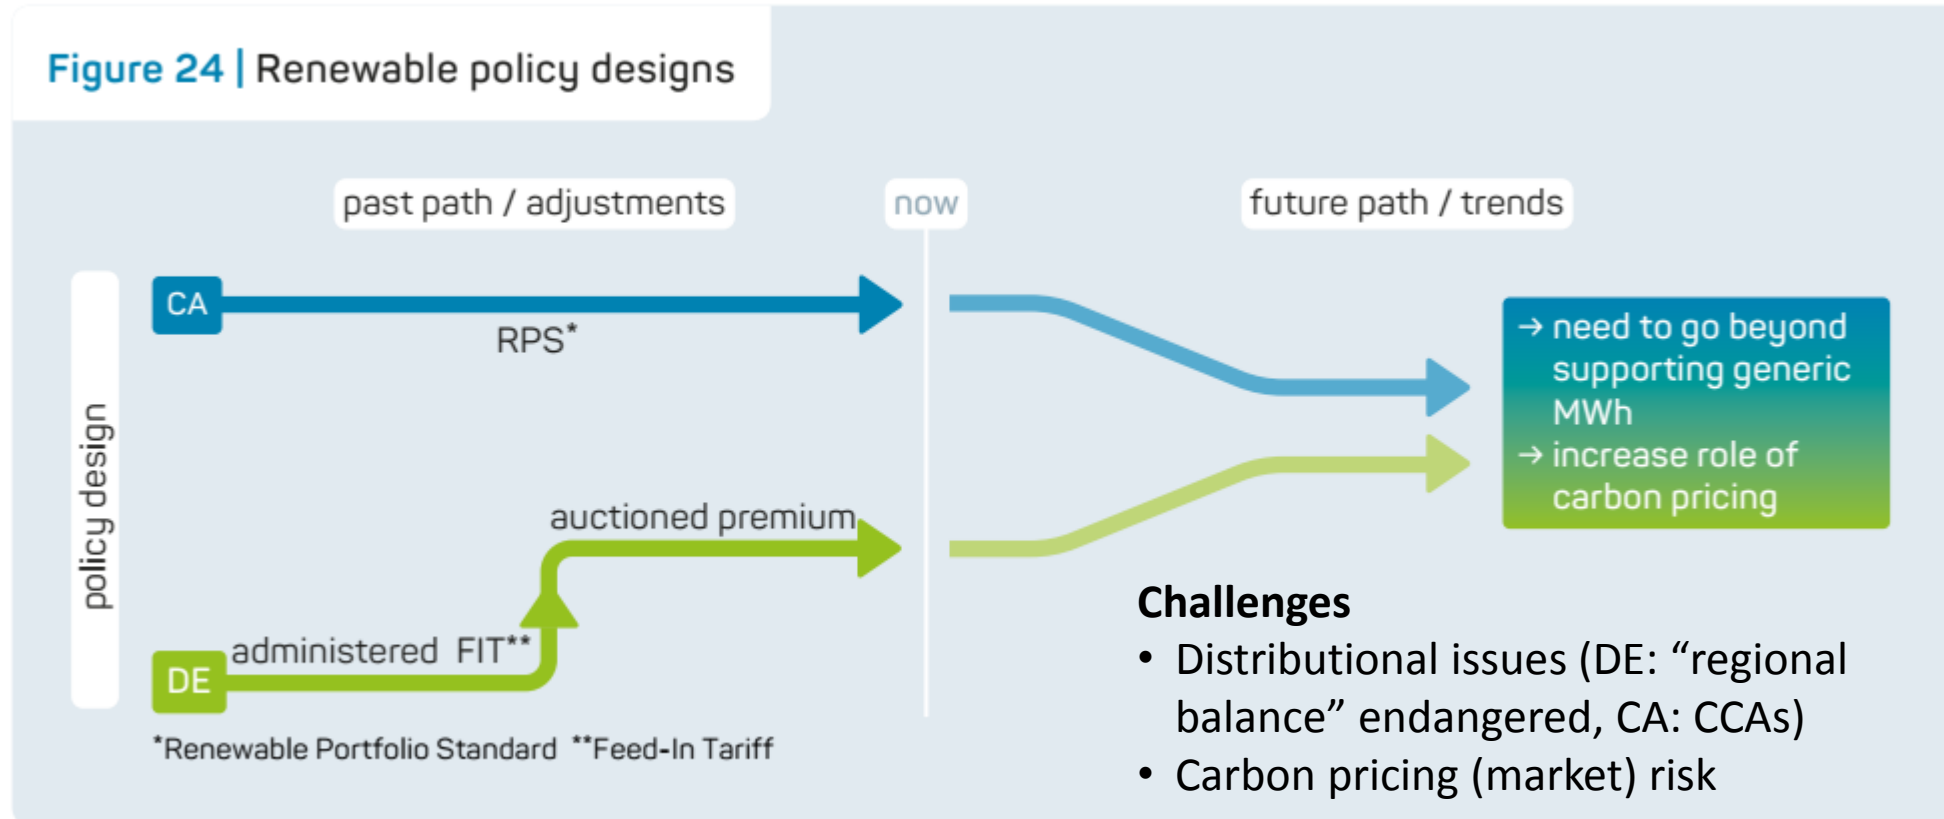 Figure 24 | Renewable policy designs
past path / adjustments
now
future path / trends
policy design
CA
RPS*
→ need to go beyond
supporting generic
MWh
→ increase role of
carbon pricing
auctioned premium
administered FIT**
DE
*Renewable Portfolio Standard **Feed-In Tariff
Challenges
• Distributional issues (DE: “regional
balance” endangered, CA: CCAs)
• Carbon pricing (market) risk